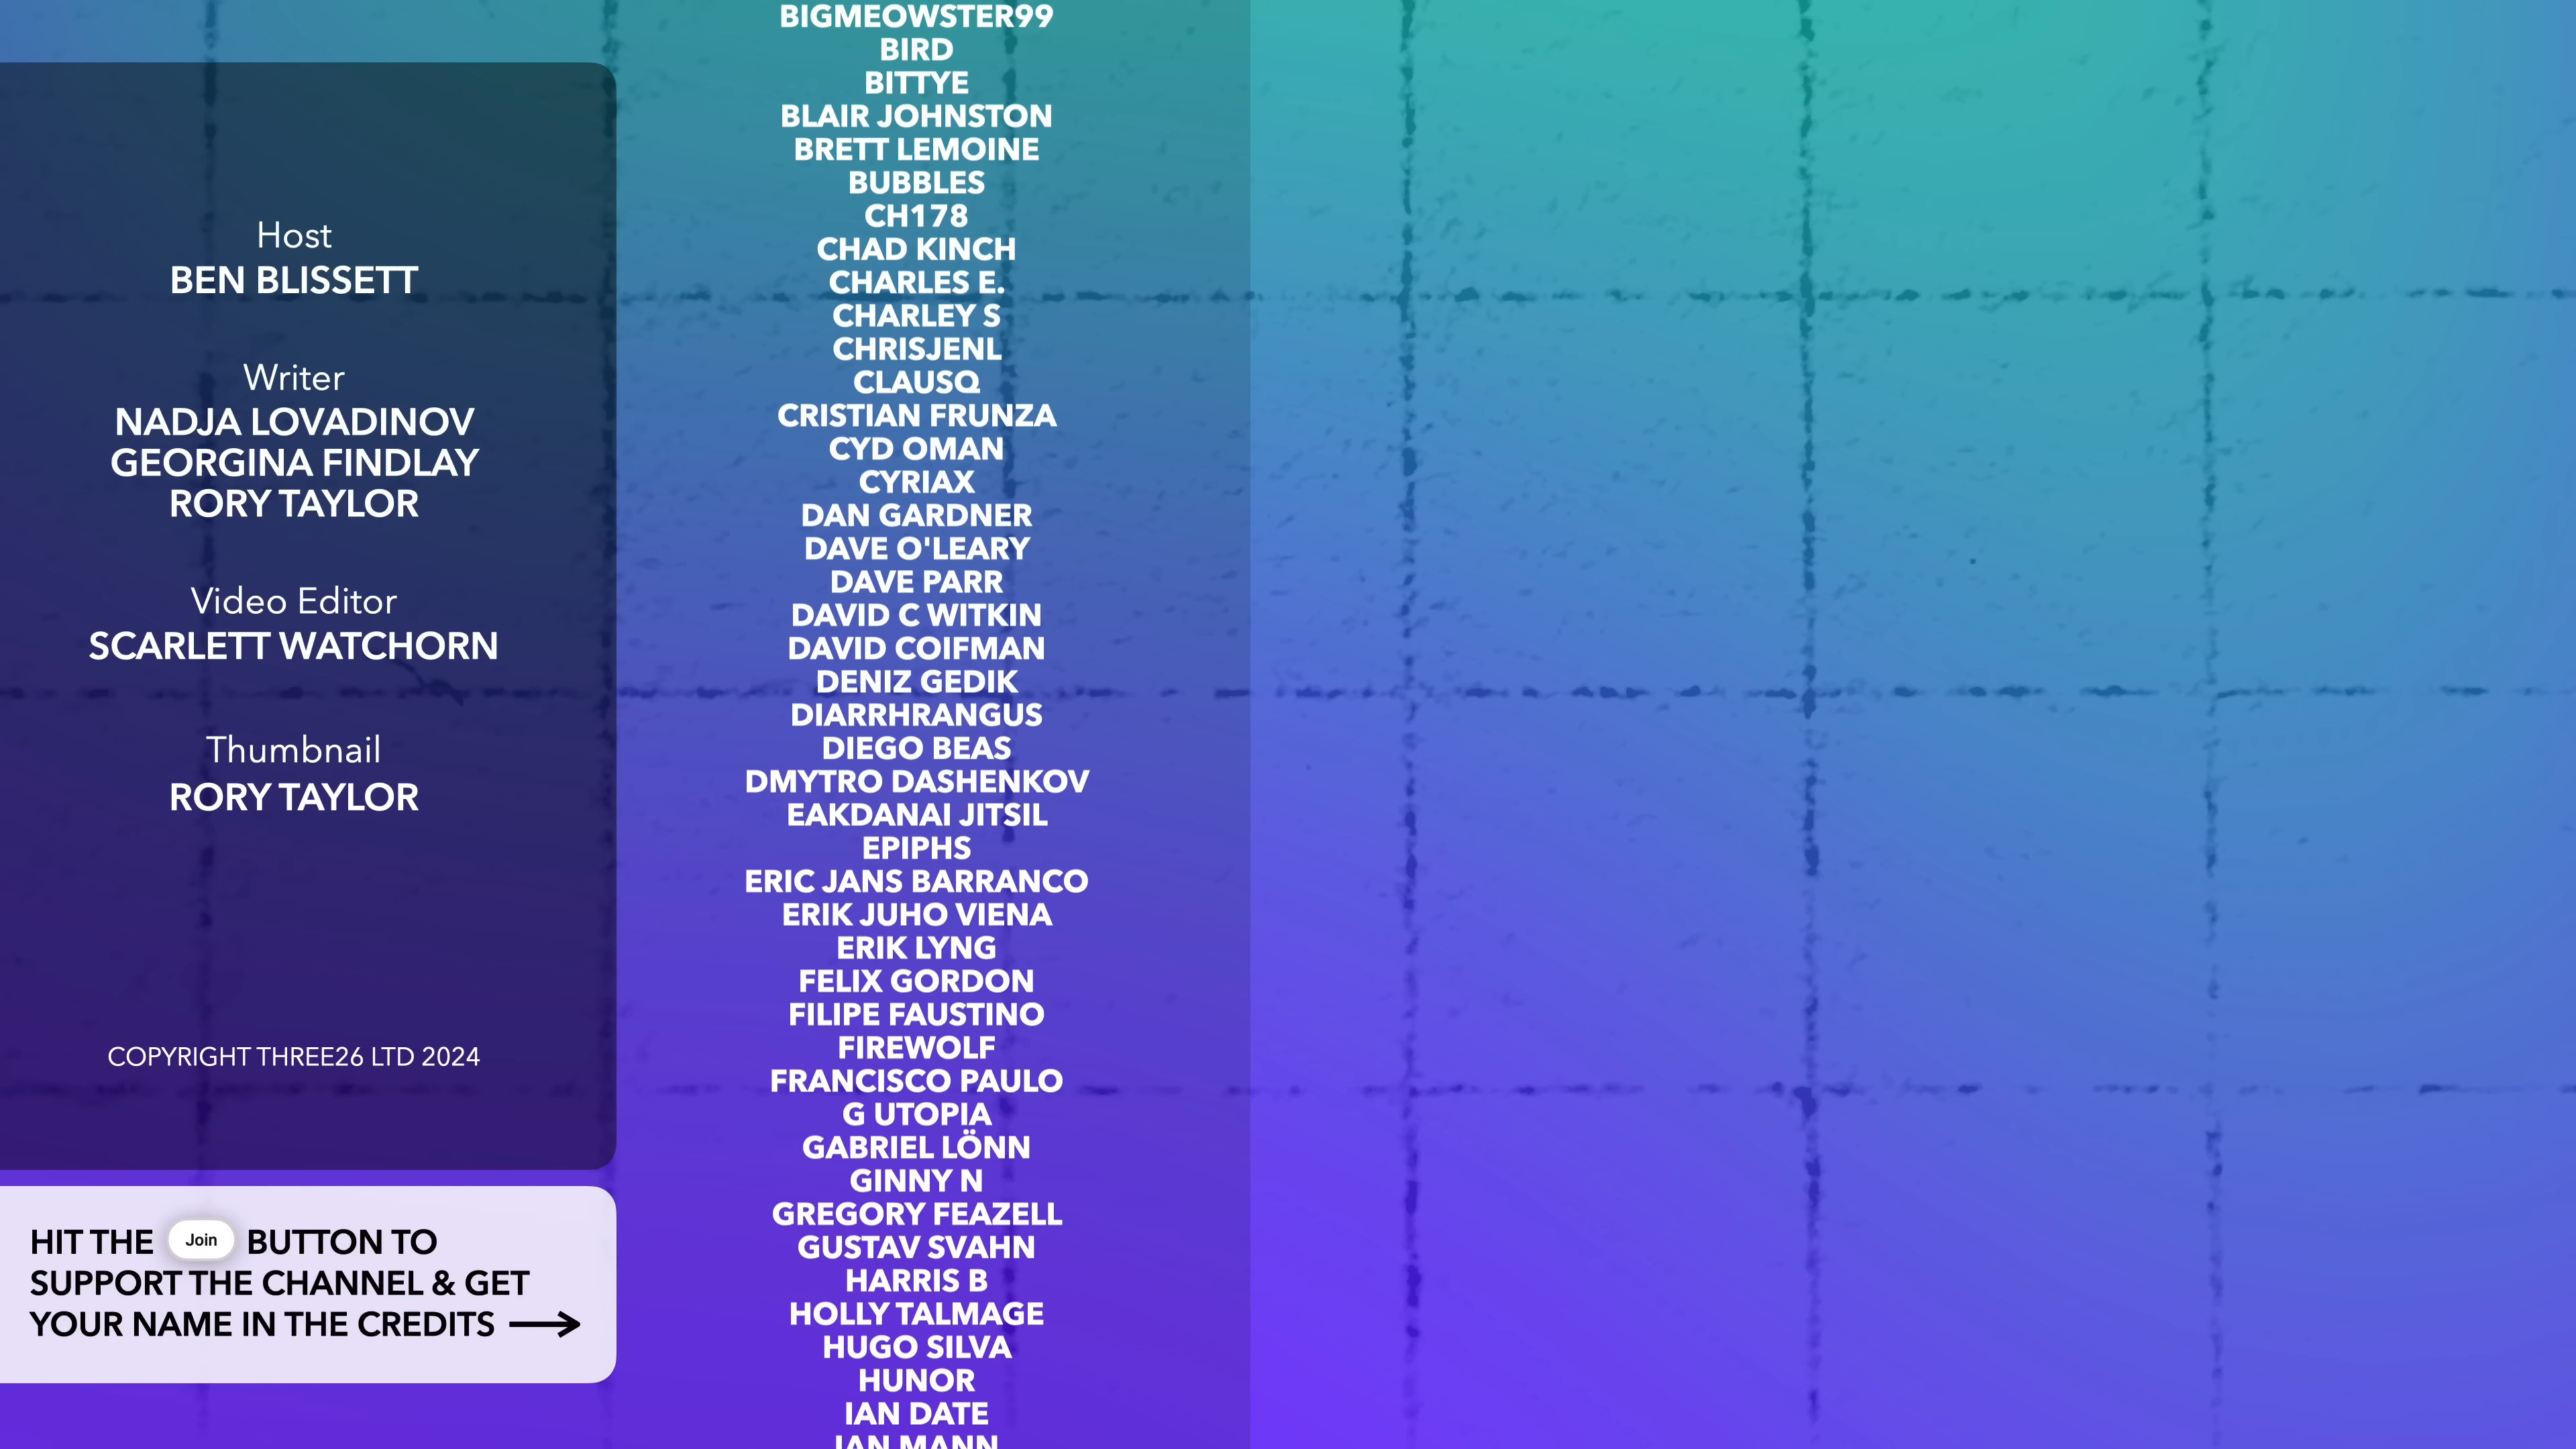 Host
BEN BLISSETT
Writer
NADJA LOVADINOV
GEORGINA FINDLAY
RORY TAYLOR
Video Editor
SCARLETT WATCHORN
Thumbnail
RORY TAYLOR
COPYRIGHT THREE26 LTD 2024
HIT THE Join BUTTON TO
SUPPORT THE CHANNEL & GET
YOUR NAME IN THE CREDITS →
BIGMEOWSTER99
BIRD
BITTYE
BLAIR JOHNSTON
BRETT LEMOINE
BUBBLES
CH178
CHAD KINCH
CHARLES E.
CHARLEY S
CHRISJENL
CLAUSQ
CRISTIAN FRUNZA
CYD OMAN
CYRIAX
DAN GARDNER
DAVE O'LEARY
DAVE PARR
DAVID C WITKIN
DAVID COIFMAN
DENIZ GEDIK
DIARRHRANGUS
DIEGO BEAS
DMYTRO DASHENKOV
EAKDANAI JITSIL
EPIPHS
ERIC JANS BARRANCO
ERIK JUHO VIENA
ERIK LYNG
FELIX GORDON
FILIPE FAUSTINO
FIREWOLF
FRANCISCO PAULO
G UTOPIA
GABRIEL LÖNN
GINNY N
GREGORY FEAZELL
GUSTAV SVAHN
HARRIS B
HOLLY TALMAGE
HUGO SILVA
HUNOR
IAN DATE
IAN MANN